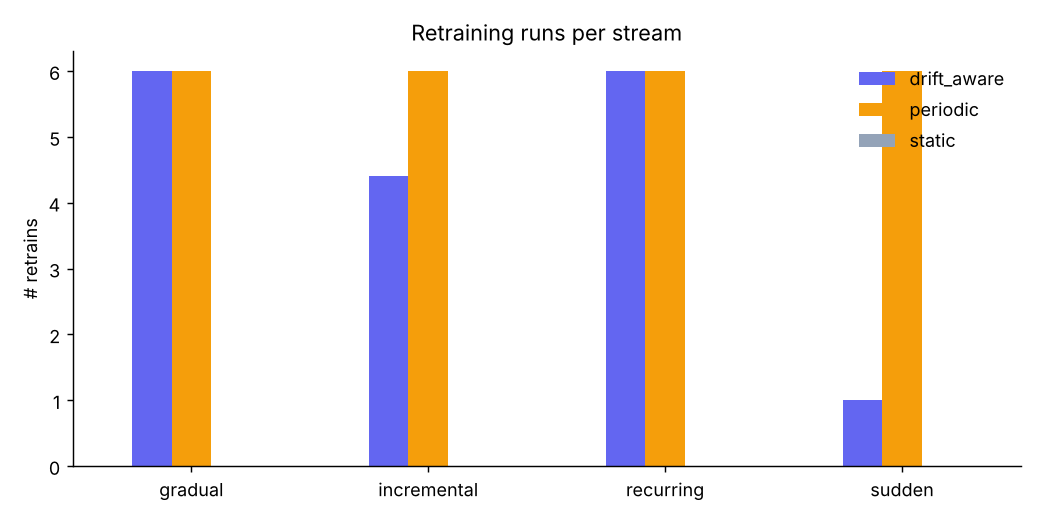 Retraining runs per stream
# retrains
6
5
4
3
2
1
0
drift_aware
periodic
static
gradual
incremental
recurring
sudden